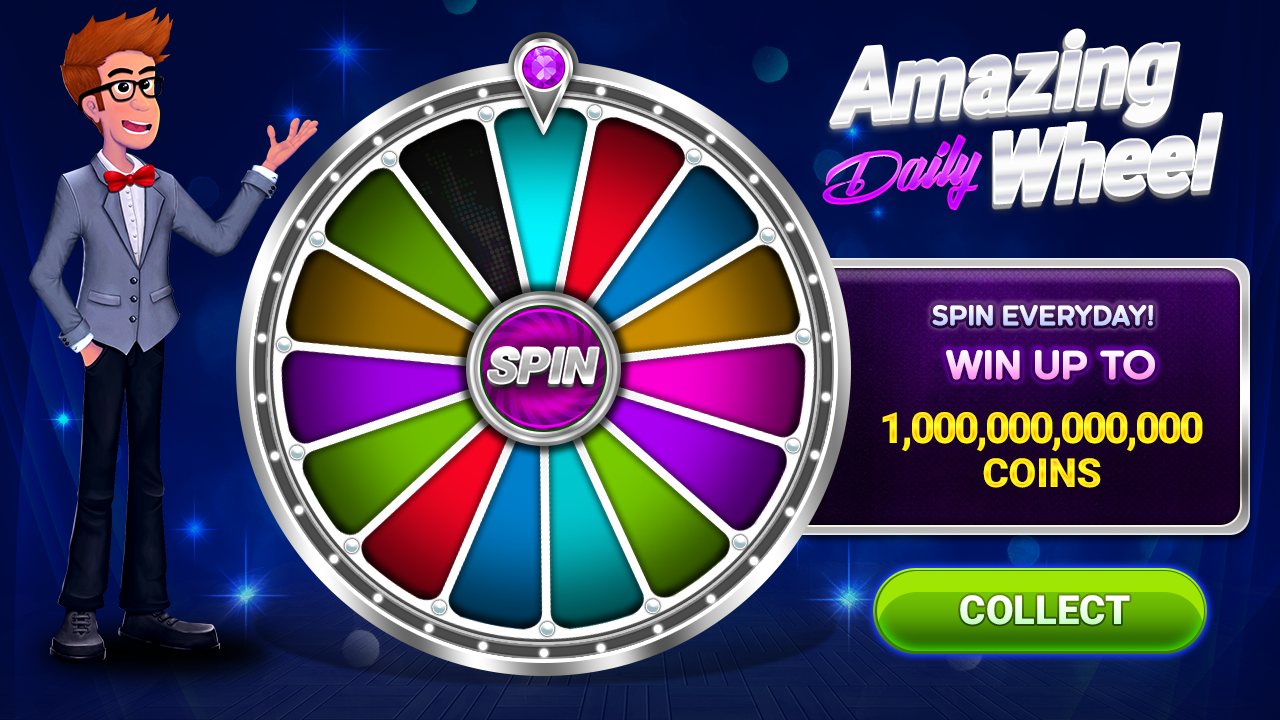 Amazing
Daily Wheel
SPIN EVERYDAY!
WIN UP TO
1,000,000,000,000
COINS
SPIN
COLLECT